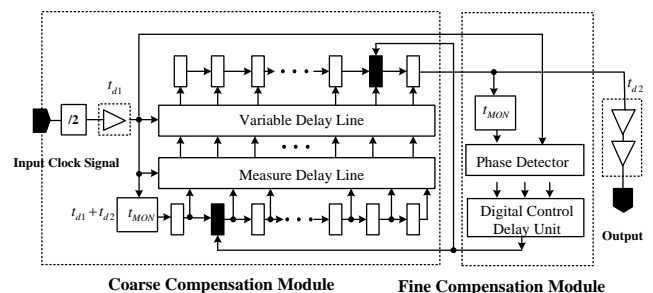 t_{d1}
/2
Input Clock Signal
Variable Delay Line
Measure Delay Line
t_{d1} + t_{d2}
t_{MON}
Coarse Compensation Module
t_{MON}
Phase Detector
Digital Control
Delay Unit
Fine Compensation Module
t_{d2}
Output